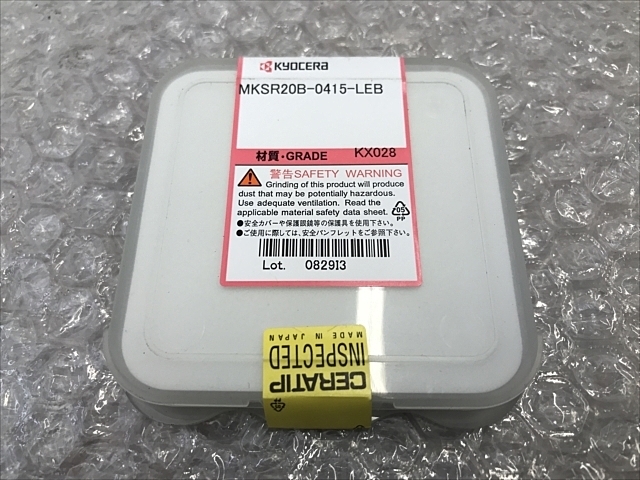 KYOCERA
MKSR20B-0415-LEB
材質・GRADE KX028
警告SAFETY WARNING
Grinding of this product will produce
dust that may be potentially hazardous.
Use adequate ventilation. Read the
applicable material safety data sheet.
05
PP
●安全カバーや保護眼鏡等の保護具を使用下さい。
●ご使用に際しては、安全パンフレットをご参照下さい。
Lot. 082913
CERATIP
INSPECTED
MADE IN JAPAN